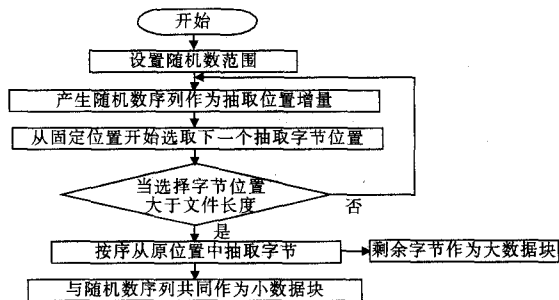 开始
设置随机数范围
产生随机数序列作为抽取位置增量
从固定位置开始选取下一个抽取字节位置
当选择字节位置
大于文件长度
否
是
按序从原位置中抽取字节
剩余字节作为大数据块
与随机数序列共同作为小数据块